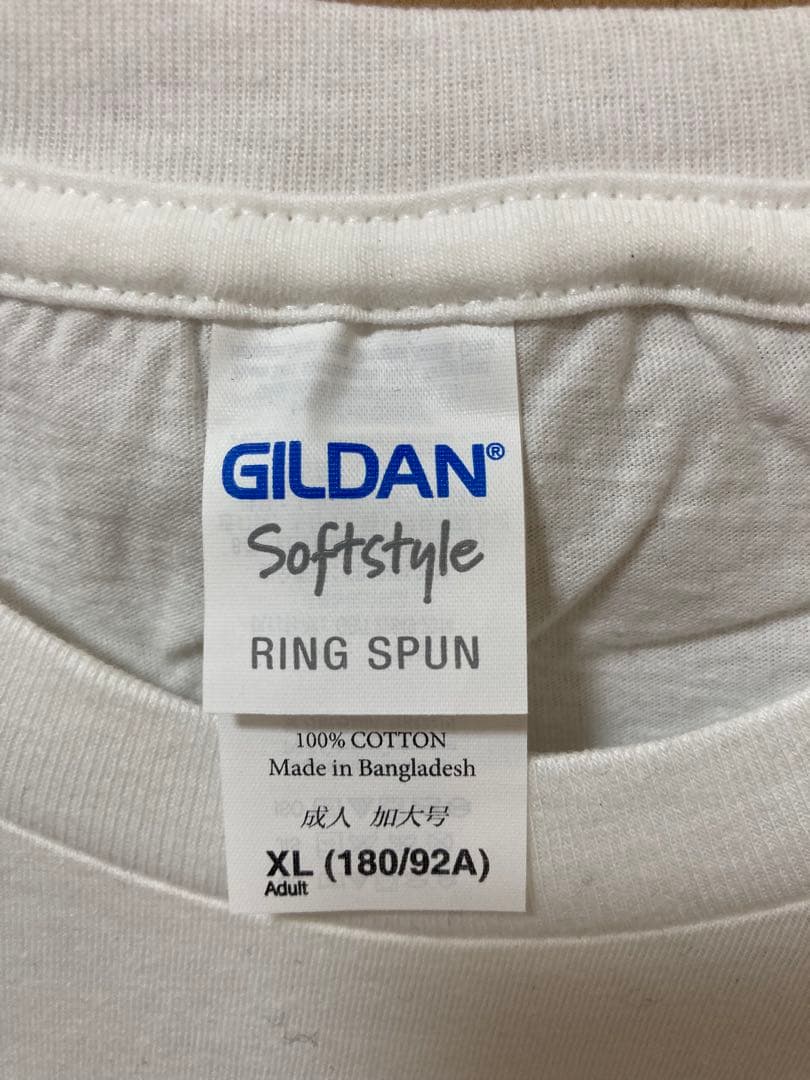 GILDAN®
Softstyle
RING SPUN
100% COTTON
Made in Bangladesh
成人 加大号
XL (180/92A)
Adult